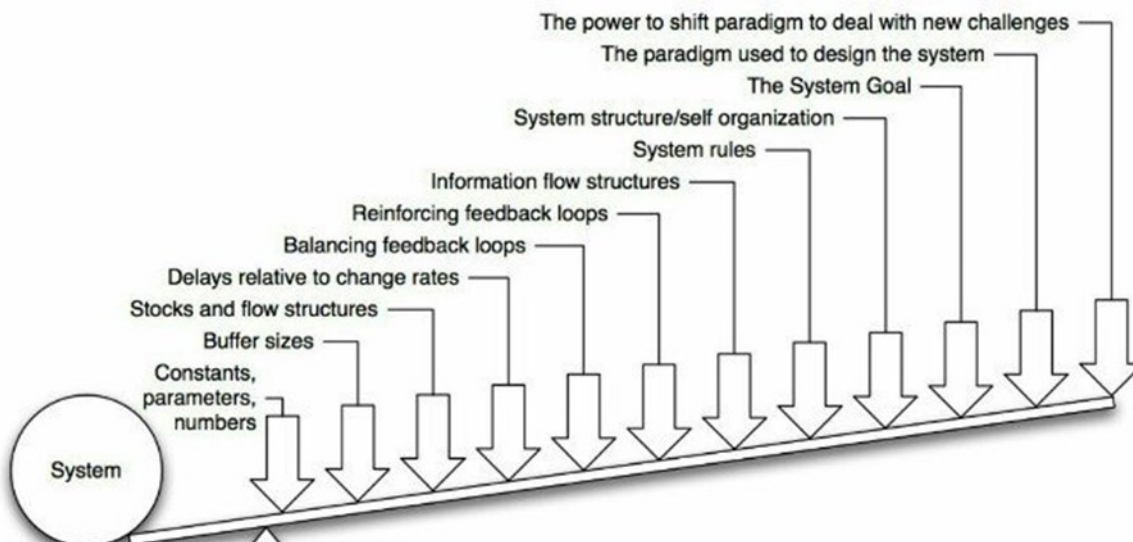 The power to shift paradigm to deal with new challenges
The paradigm used to design the system
The System Goal
System structure/self organization
System rules
Information flow structures
Reinforcing feedback loops
Balancing feedback loops
Delays relative to change rates
Stocks and flow structures
Buffer sizes
Constants,
parameters,
numbers
System